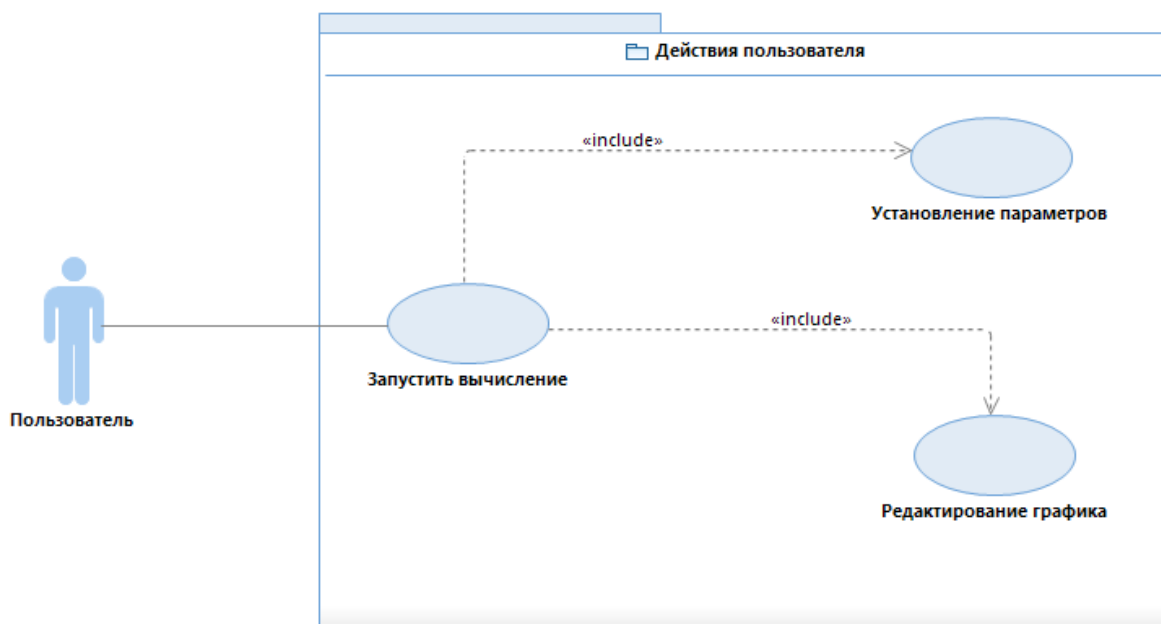 Действия пользователя
«include»
Установление параметров
«include»
Запустить вычисление
Пользователь
Редактирование графика